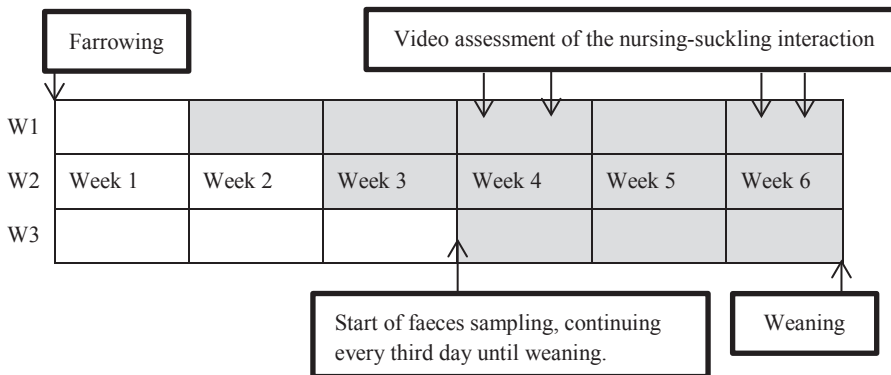 Farrowing
Video assessment of the nursing-suckling interaction
W1
W2 Week 1 Week 2 Week 3 Week 4 Week 5 Week 6
W3
Start of faeces sampling, continuing
every third day until weaning.
Weaning